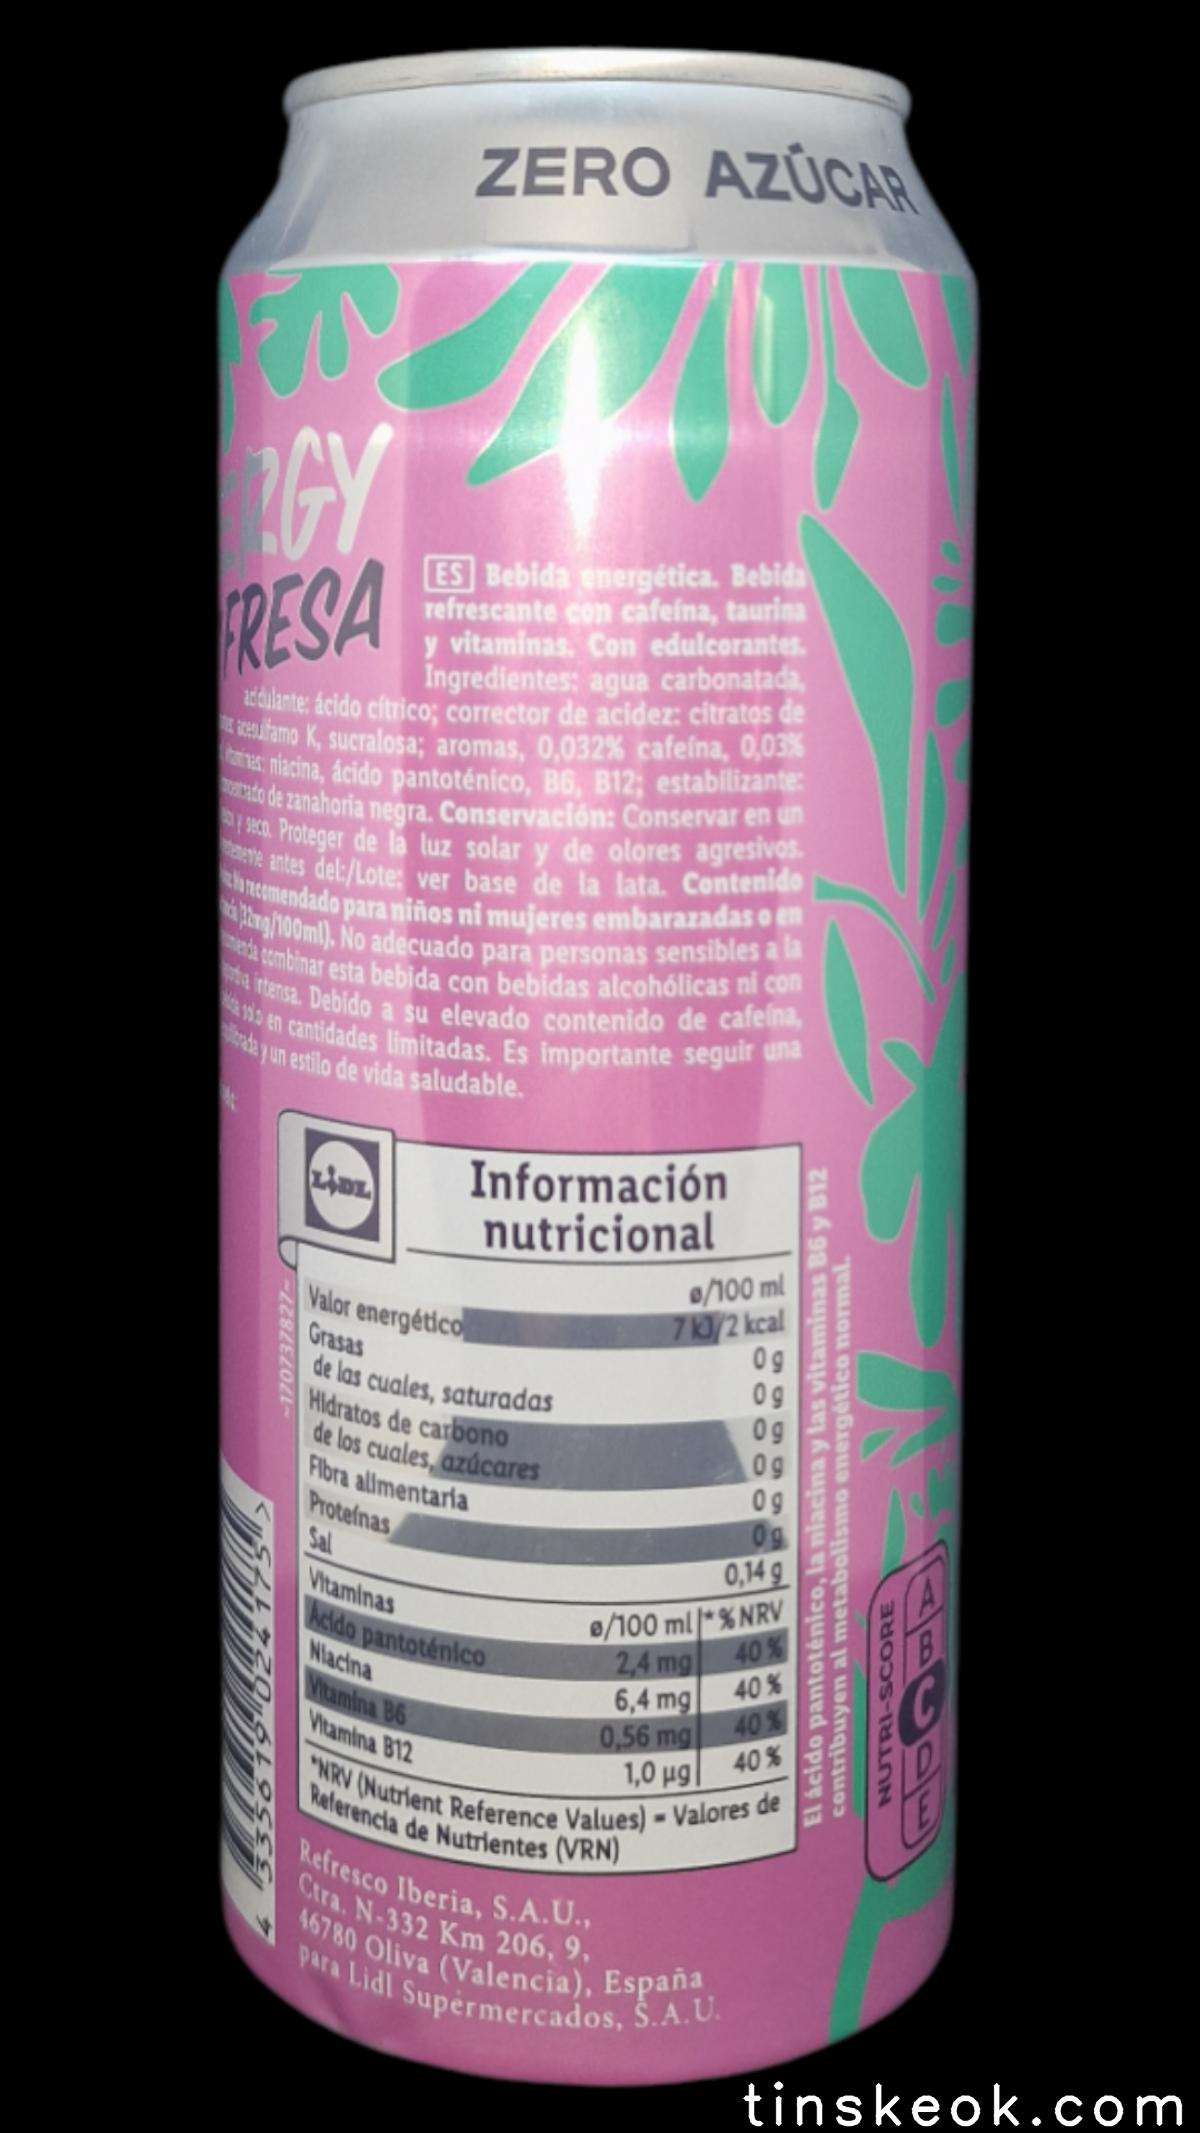 ZERO AZÚCAR
ERGY
FRESA
ES Bebida energética. Bebida
refrescante con cafeína, taurina
y vitaminas. Con edulcorantes.
Ingredientes: agua carbonatada,
acidulante: ácido cítrico; corrector de acidez: citratos de
acesulfamo K, sucralosa; aromas, 0,032% cafeína, 0,03%
vitaminas: niacina, ácido pantoténico, B6, B12; estabilizante:
de zanahoria negra. Conservación: Conservar en un
y seco. Proteger de la luz solar y de olores agresivos.
antes del:/Lote: ver base de la lata. Contenido
No recomendado para niños ni mujeres embarazadas o en
(32mg/100ml). No adecuado para personas sensibles a la
combinar esta bebida con bebidas alcohólicas ni con
intensa. Debido a su elevado contenido de cafeína,
solo en cantidades limitadas. Es importante seguir una
y un estilo de vida saludable.
LIDL
Información
nutricional
ø/100 ml
Valor energético 7 kJ/2 kcal
Grasas 0 g
de las cuales, saturadas 0 g
Hidratos de carbono 0 g
de los cuales, azúcares 0 g
Fibra alimentaria 0 g
Proteínas 0 g
Sal 0,14 g
Vitaminas ø/100 ml *%NRV
Ácido pantoténico 2,4 mg 40 %
Niacina 6,4 mg 40 %
Vitamina B6 0,56 mg 40 %
Vitamina B12 1,0 µg 40 %
*NRV (Nutrient Reference Values) = Valores de
Referencia de Nutrientes (VRN)
~170737827~
El ácido pantoténico, la niacina y las vitaminas B6 y B12
contribuyen al metabolismo energético normal.
NUTRI-SCORE
A B C D E
4 335619 024175 >
Refresco Iberia, S.A.U.,
Ctra. N-332 Km 206, 9,
46780 Oliva (Valencia), España
para Lidl Supermercados, S.A.U.
tinskeok.com